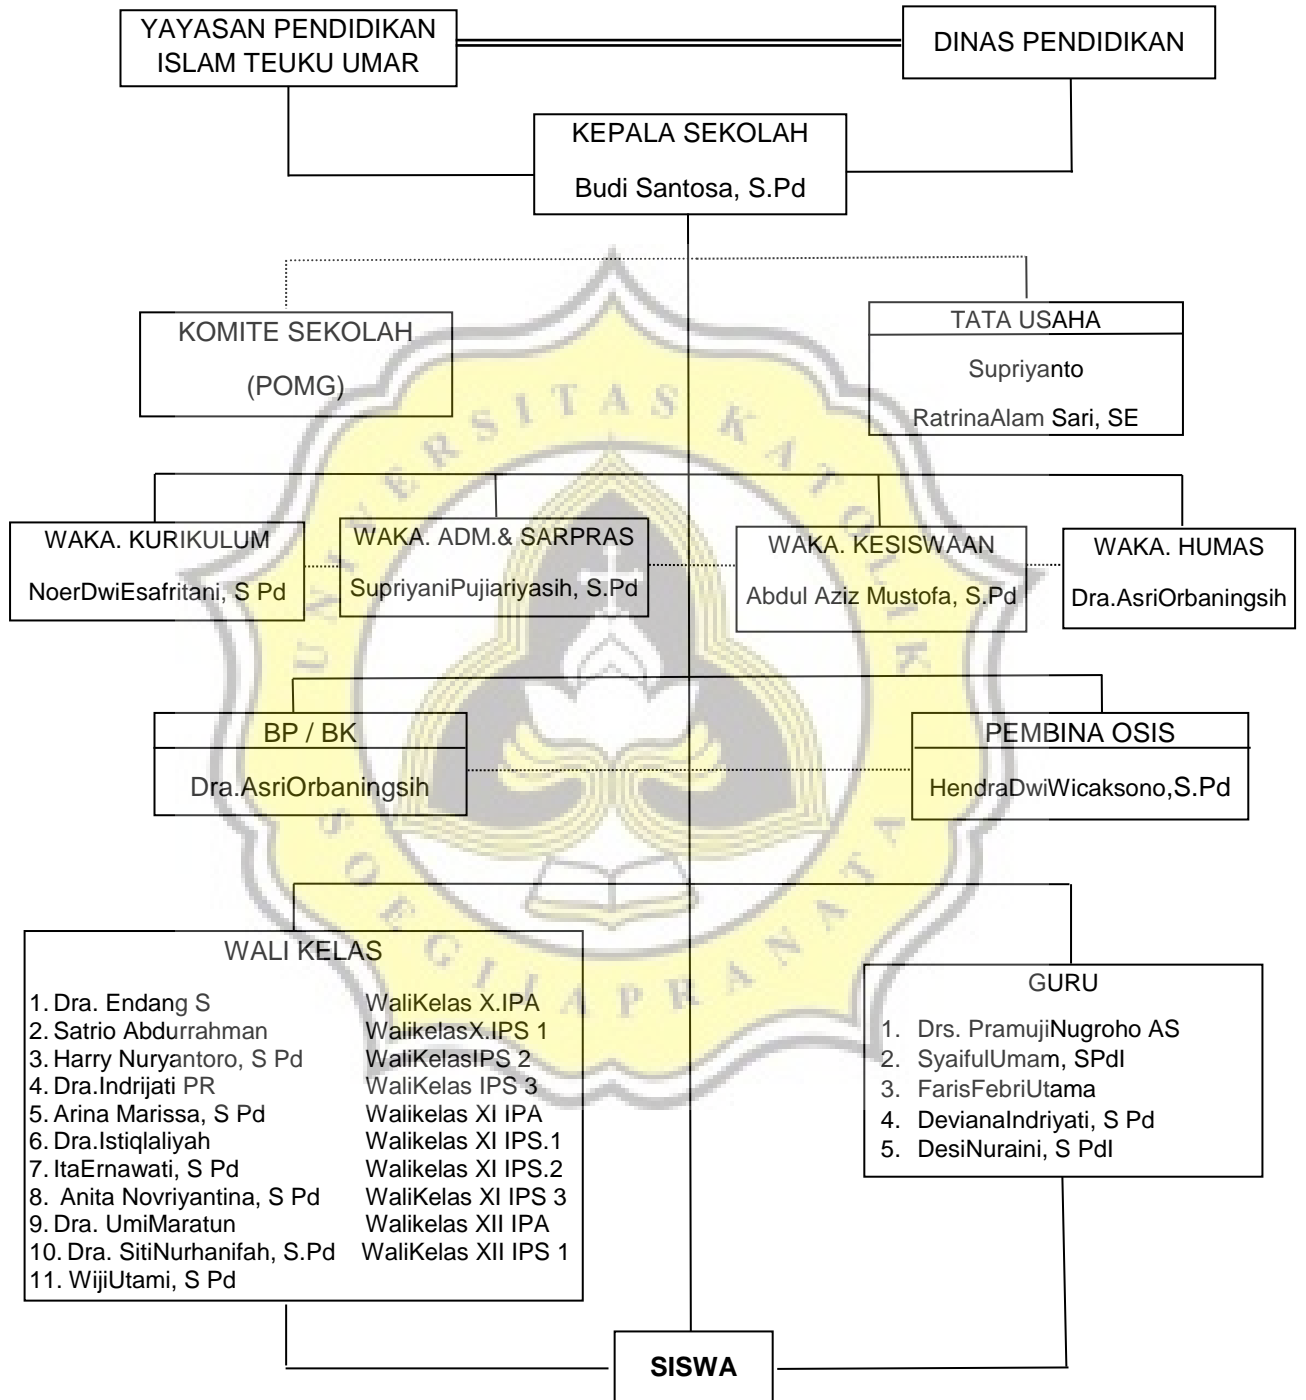 YAYASAN PENDIDIKAN
ISLAM TEUKU UMAR
DINAS PENDIDIKAN
KEPALA SEKOLAH
Budi Santosa, S.Pd
KOMITE SEKOLAH
(POMG)
TATA USAHA
Supriyanto
RatrinaAlam Sari, SE
WAKA. KURIKULUM
NoerDwiEsafritani, S Pd
WAKA. ADM.& SARPRAS
SupriyaniPujiariyasih, S.Pd
WAKA. KESISWAAN
Abdul Aziz Mustofa, S.Pd
WAKA. HUMAS
Dra.AsriOrbaningsih
BP / BK
Dra.AsriOrbaningsih
PEMBINA OSIS
HendraDwiWicaksono,S.Pd
WALI KELAS
1. Dra. Endang S WaliKelas X.IPA
2. Satrio Abdurrahman WalikelasX.IPS 1
3. Harry Nuryantoro, S Pd WaliKelasIPS 2
4. Dra.Indrijati PR WaliKelas IPS 3
5. Arina Marissa, S Pd Walikelas XI IPA
6. Dra.Istiqlaliyah Walikelas XI IPS.1
7. ItaErnawati, S Pd Walikelas XI IPS.2
8. Anita Novriyantina, S Pd WaliKelas XI IPS 3
9. Dra. UmiMaratun Walikelas XII IPA
10. Dra. SitiNurhanifah, S.Pd WaliKelas XII IPS 1
11. WijiUtami, S Pd
GURU
1. Drs. PramujiNugroho AS
2. SyaifulUmam, SPdI
3. FarisFebriUtama
4. DevianaIndriyati, S Pd
5. DesiNuraini, S PdI
SISWA
UNIVERSITAS KATOLIK
SOEGIJAPRANATA